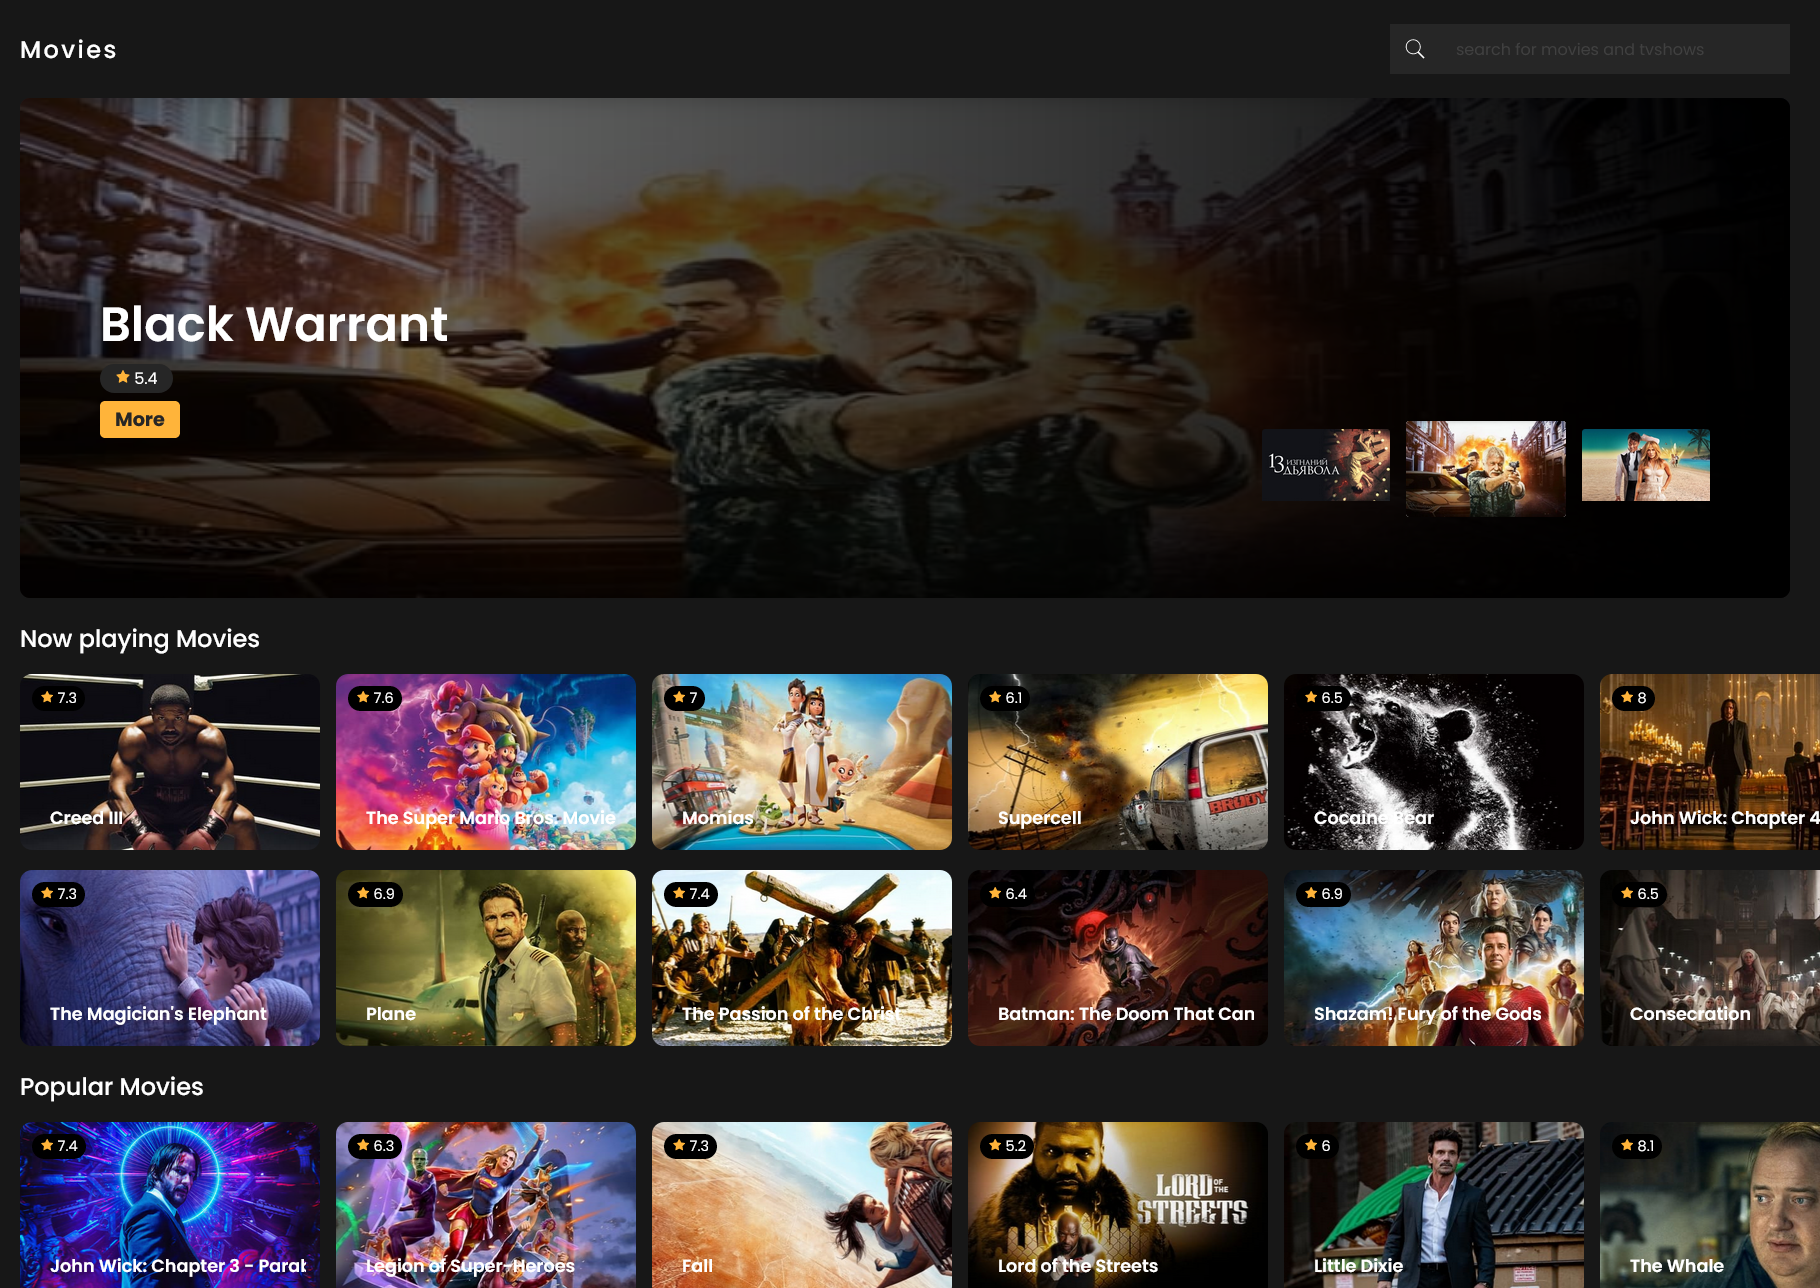 Movies
search for movies and tvshows
Black Warrant
5.4
More
13 ИЗГНАНИЙ
ДЬЯВОЛА
Now playing Movies
7.3
Creed III
7.6
The Super Mario Bros. Movie
7
Momias
6.1
BRODY
Supercell
6.5
Cocaine Bear
8
John Wick: Chapter 4
7.3
The Magician's Elephant
6.9
Plane
7.4
The Passion of the Christ
6.4
Batman: The Doom That Can
6.9
Shazam! Fury of the Gods
6.5
Consecration
Popular Movies
7.4
John Wick: Chapter 3 - Paral
6.3
Legion of Super-Heroes
7.3
Fall
5.2
LORD OF THE
STREETS
Lord of the Streets
6
Little Dixie
8.1
The Whale